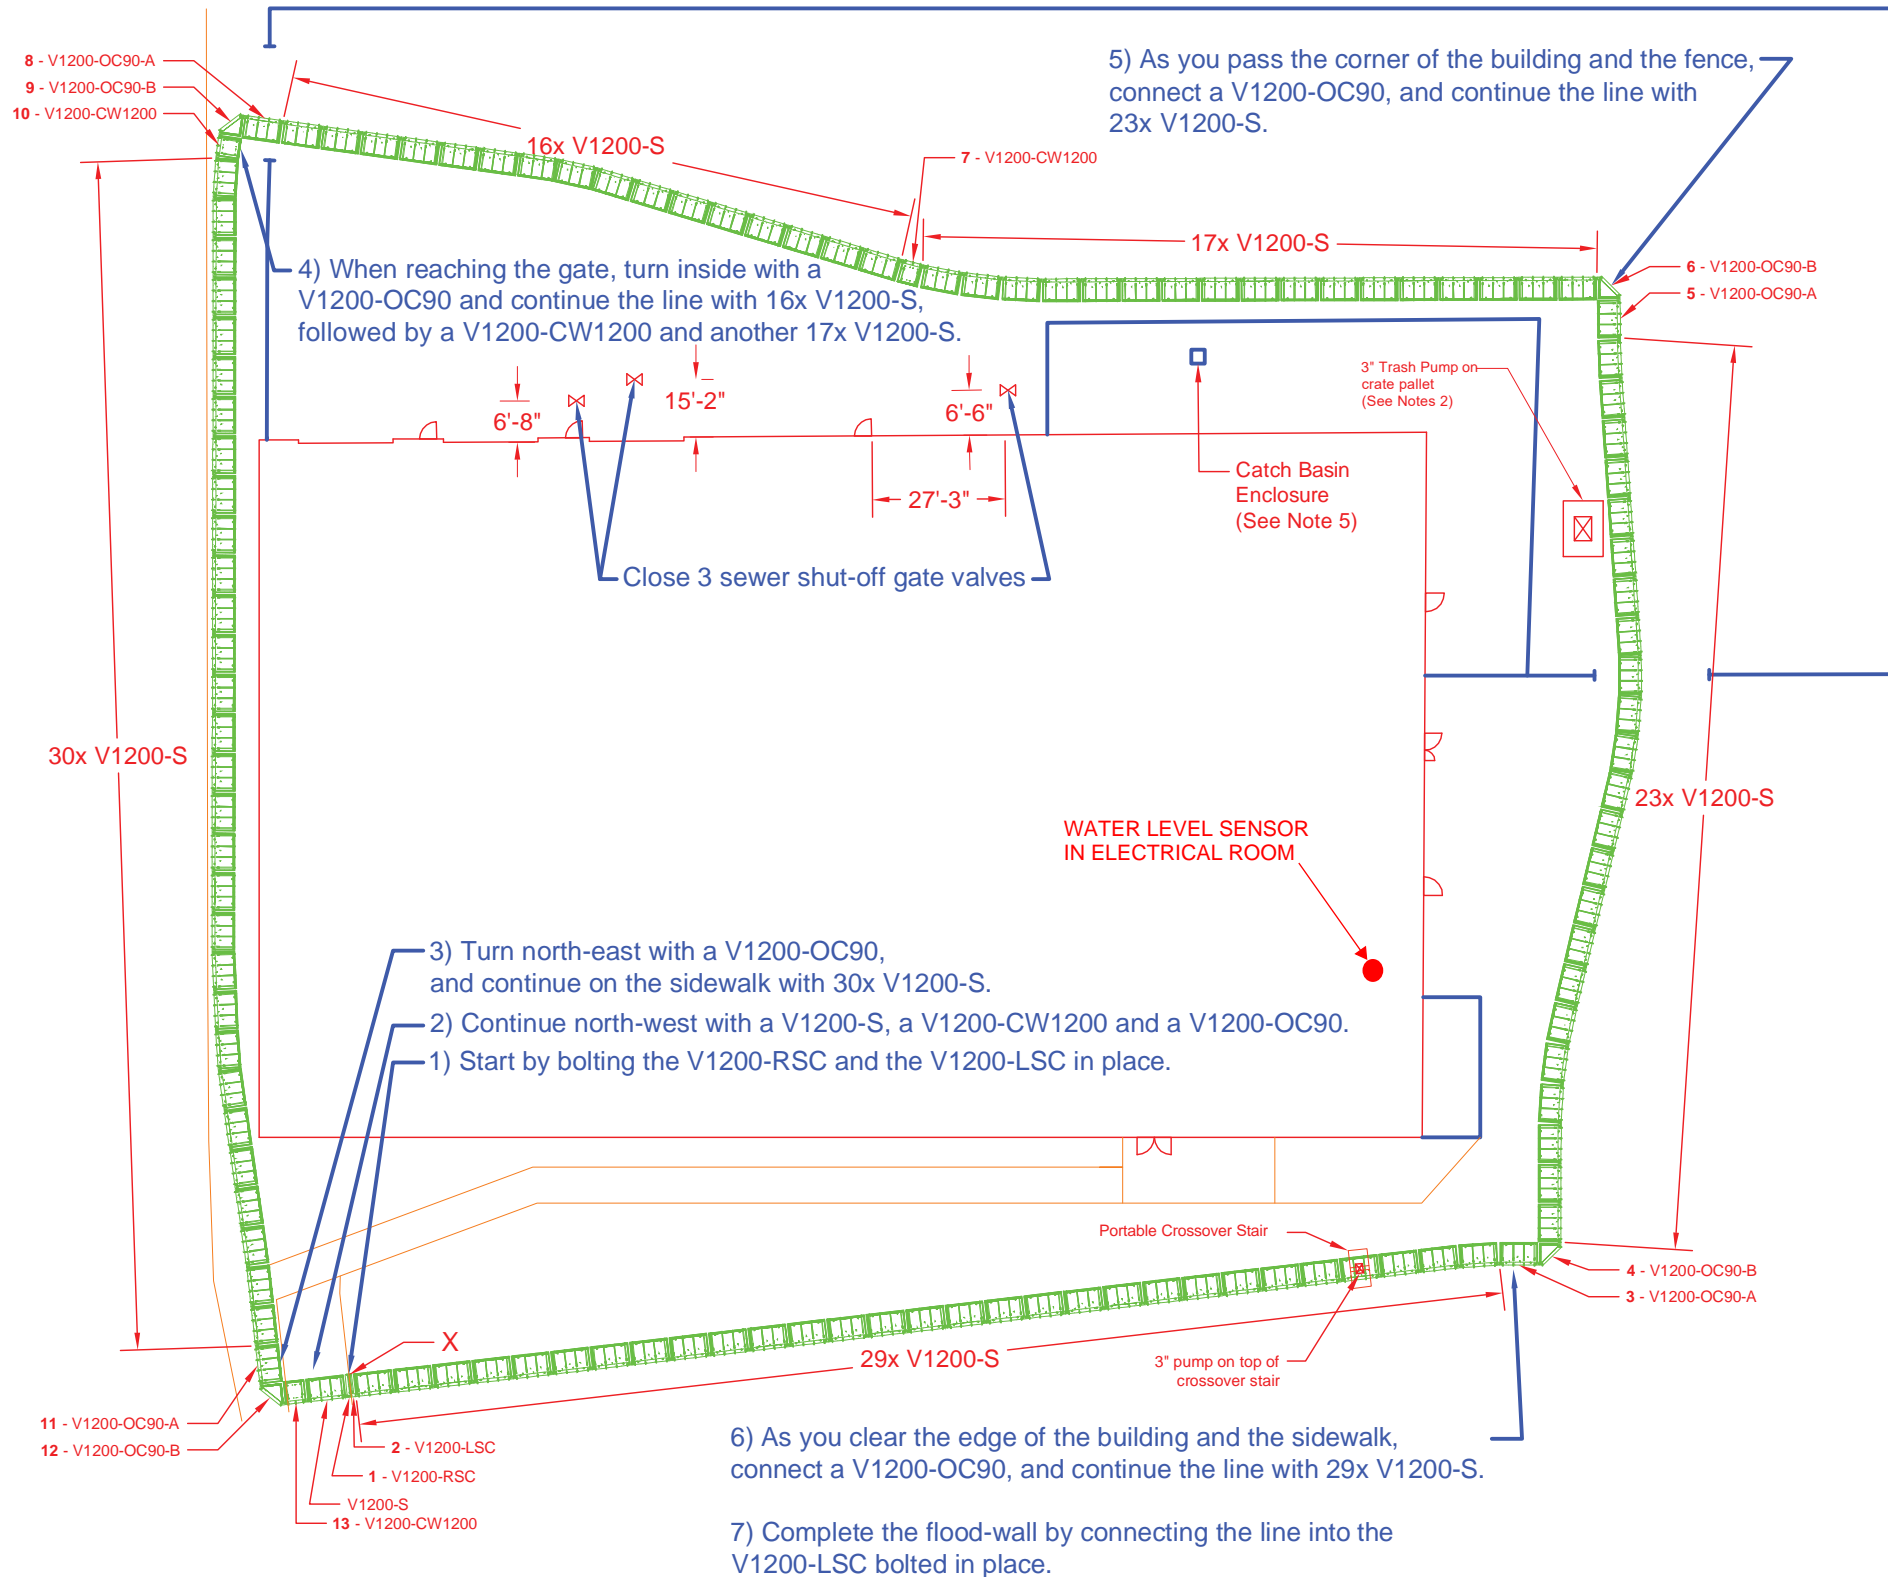 8 - V1200-OC90-A
9 - V1200-OC90-B
10 - V1200-CW1200
16x V1200-S
5) As you pass the corner of the building and the fence,
connect a V1200-OC90, and continue the line with
23x V1200-S.
7 - V1200-CW1200
17x V1200-S
6 - V1200-OC90-B
5 - V1200-OC90-A
4) When reaching the gate, turn inside with a
V1200-OC90 and continue the line with 16x V1200-S,
followed by a V1200-CW1200 and another 17x V1200-S.
6'-8"
15'-2"
6'-6"
27'-3"
3" Trash Pump on
crate pallet
(See Notes 2)
Catch Basin
Enclosure
(See Note 5)
Close 3 sewer shut-off gate valves
30x V1200-S
23x V1200-S
WATER LEVEL SENSOR
IN ELECTRICAL ROOM
3) Turn north-east with a V1200-OC90,
and continue on the sidewalk with 30x V1200-S.
2) Continue north-west with a V1200-S, a V1200-CW1200 and a V1200-OC90.
1) Start by bolting the V1200-RSC and the V1200-LSC in place.
Portable Crossover Stair
4 - V1200-OC90-B
3 - V1200-OC90-A
X
29x V1200-S
3" pump on top of
crossover stair
11 - V1200-OC90-A
12 - V1200-OC90-B
2 - V1200-LSC
1 - V1200-RSC
V1200-S
13 - V1200-CW1200
6) As you clear the edge of the building and the sidewalk,
connect a V1200-OC90, and continue the line with 29x V1200-S.
7) Complete the flood-wall by connecting the line into the
V1200-LSC bolted in place.